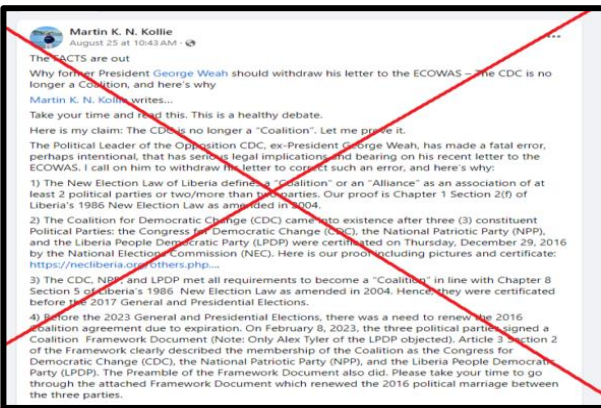 Martin K. N. Kollie
August 25 at 10:43 AM ·
The FACTS are out
Why former President George Weah should withdraw his letter to the ECOWAS – The CDC is no
longer a Coalition, and here's why
Martin K. N. Kollie writes...
Take your time and read this. This is a healthy debate.
Here is my claim: The CDC is no longer a "Coalition". Let me prove it.
The Political Leader of the Opposition CDC, ex-President George Weah, has made a fatal error,
perhaps intentional, that has serious legal implications and bearing on his recent letter to the
ECOWAS. I call on him to withdraw his letter to correct such an error, and here's why:
1) The New Election Law of Liberia defines a "Coalition" or an "Alliance" as an association of at
least 2 political parties or two/more than two parties. Our proof is Chapter 1 Section 2(f) of
Liberia's 1986 New Election Law as amended in 2004.
2) The Coalition for Democratic Change (CDC) came into existence after three (3) constituent
Political Parties: the Congress for Democratic Change (CDC), the National Patriotic Party (NPP),
and the Liberia People Democratic Party (LPDP) were certificated on Thursday, December 29, 2016
by the National Elections Commission (NEC). Here is our proof including pictures and certificate:
https://necliberia.org/others.php....
3) The CDC, NPP, and LPDP met all requirements to become a "Coalition" in line with Chapter 8
Section 5 of Liberia's 1986 New Election Law as amended in 2004. Hence, they were certificated
before the 2017 General and Presidential Elections.
4) Before the 2023 General and Presidential Elections, there was a need to renew the 2016
Coalition agreement due to expiration. On February 8, 2023, the three political parties signed a
Coalition Framework Document (Note: Only Alex Tyler of the LPDP objected). Article 3 Section 2
of the Framework clearly described the membership of the Coalition as the Congress for
Democratic Change (CDC), the National Patriotic Party (NPP), and the Liberia People Democratic
Party (LPDP). The Preamble of the Framework Document also did. Please take your time to go
through the attached Framework Document which renewed the 2016 political marriage between
the three parties.